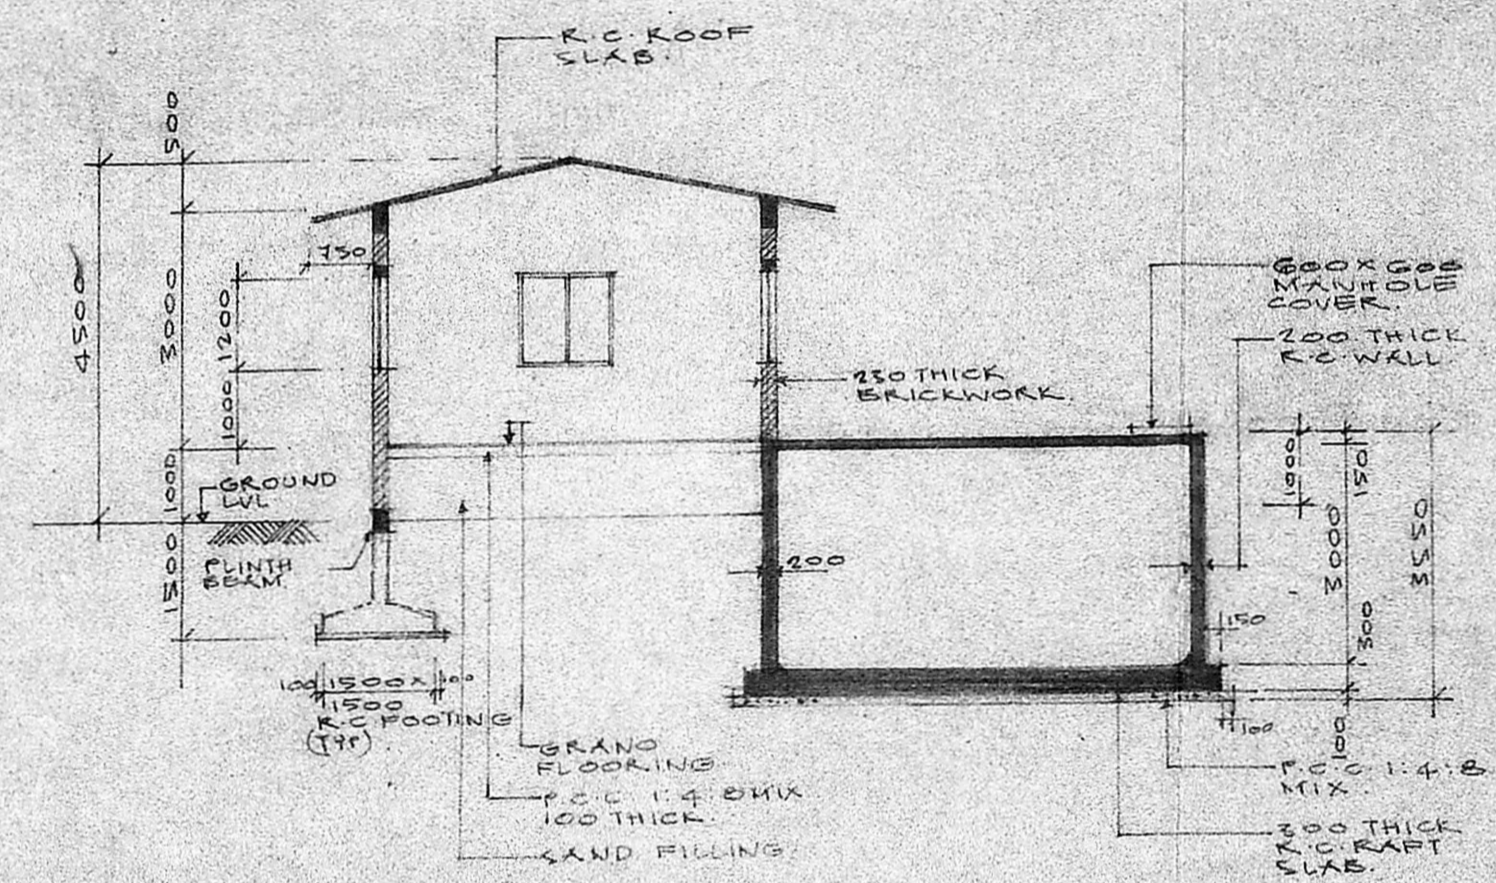 R.C. ROOF
SLAB.
500
4500
3000
750
1200
1000
1000
1500
GROUND
LVL
PLINTH
BEAM
100 1500 X 100
1500
R.C. FOOTING
(TYP)
GRANO
FLOORING
P.C.C. 1:4:8 MIX
100 THICK.
SAND FILLING
230 THICK
BRICKWORK.
200
600 X 600
MANHOLE
COVER.
200 THICK
R.C. WALL
1000
150
3000
3550
300
150
100
100
P.C.C. 1:4:8
MIX.
300 THICK
R.C. RAFT
SLAB.